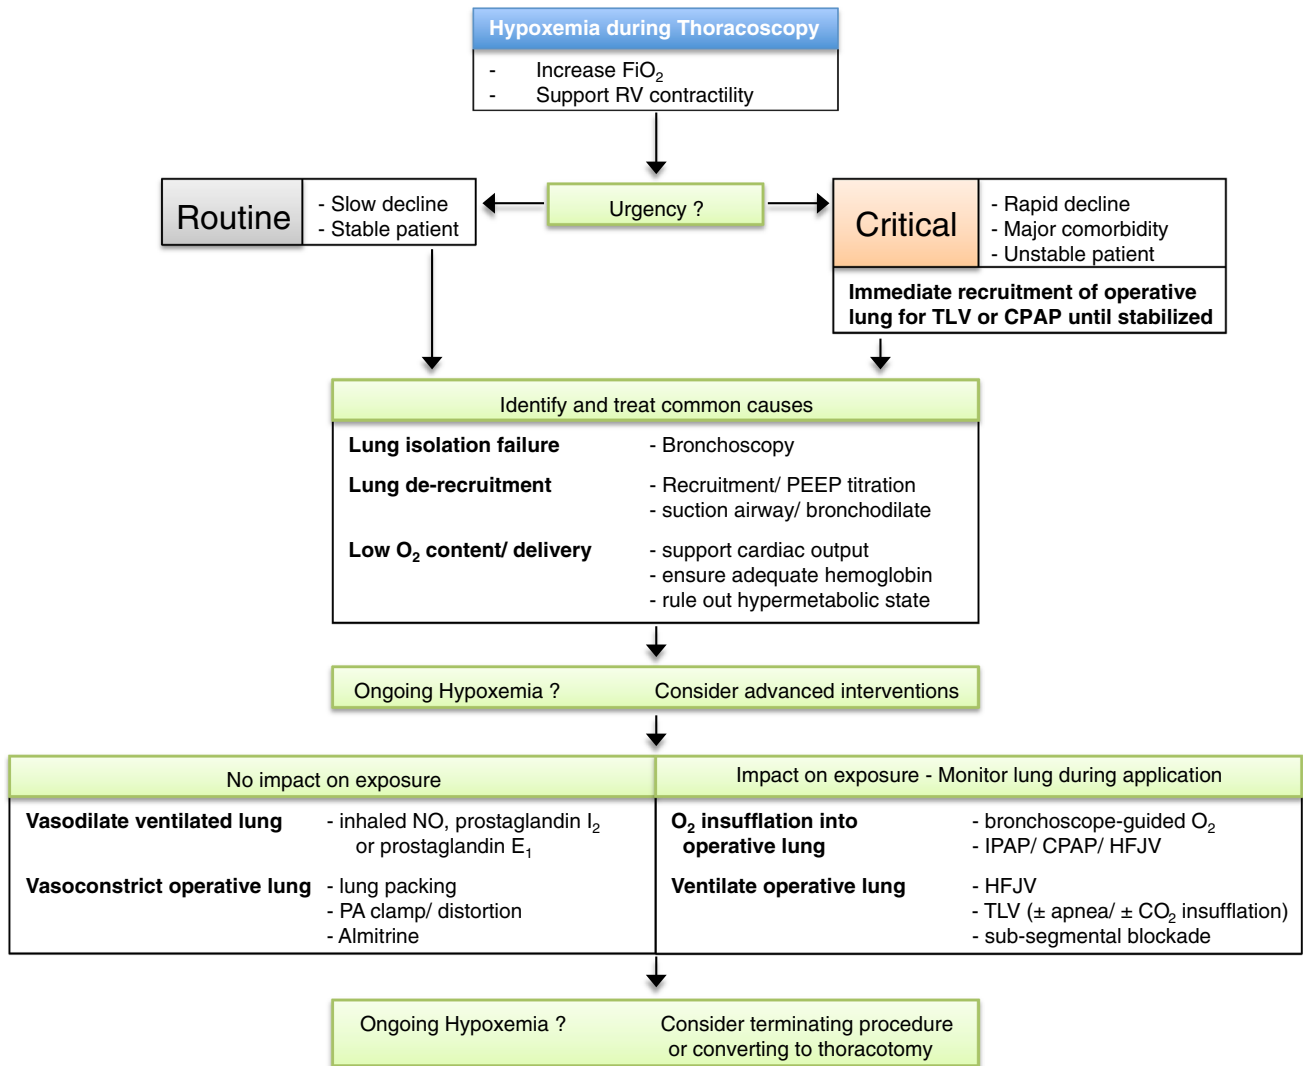 Hypoxemia during Thoracoscopy
- Increase FiO₂
- Support RV contractility
Urgency ?
Routine
- Slow decline
- Stable patient
Critical
- Rapid decline
- Major comorbidity
- Unstable patient
Immediate recruitment of operative
lung for TLV or CPAP until stabilized
Identify and treat common causes
Lung isolation failure - Bronchoscopy
Lung de-recruitment - Recruitment/ PEEP titration
- suction airway/ bronchodilate
Low O₂ content/ delivery - support cardiac output
- ensure adequate hemoglobin
- rule out hypermetabolic state
Ongoing Hypoxemia ? Consider advanced interventions
No impact on exposure
Vasodilate ventilated lung - inhaled NO, prostaglandin I₂
or prostaglandin E₁
Vasoconstrict operative lung - lung packing
- PA clamp/ distortion
- Almitrine
Impact on exposure - Monitor lung during application
O₂ insufflation into - bronchoscope-guided O₂
operative lung - IPAP/ CPAP/ HFJV
Ventilate operative lung - HFJV
- TLV (± apnea/ ± CO₂ insufflation)
- sub-segmental blockade
Ongoing Hypoxemia ? Consider terminating procedure
or converting to thoracotomy